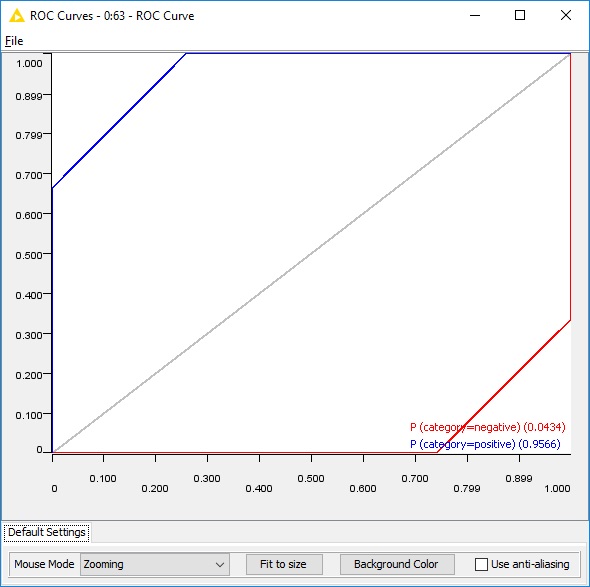 ROC Curves - 0:63 - ROC Curve
File
1.000
0.899
0.799
0.700
0.600
0.500
0.400
0.300
0.200
0.100
0
P (category=negative) (0.0434)
P (category=positive) (0.9566)
0.100 0.300 0.500 0.700 0.899
0 0.200 0.400 0.600 0.799 1.000
Default Settings
Mouse Mode Zooming Fit to size Background Color Use anti-aliasing